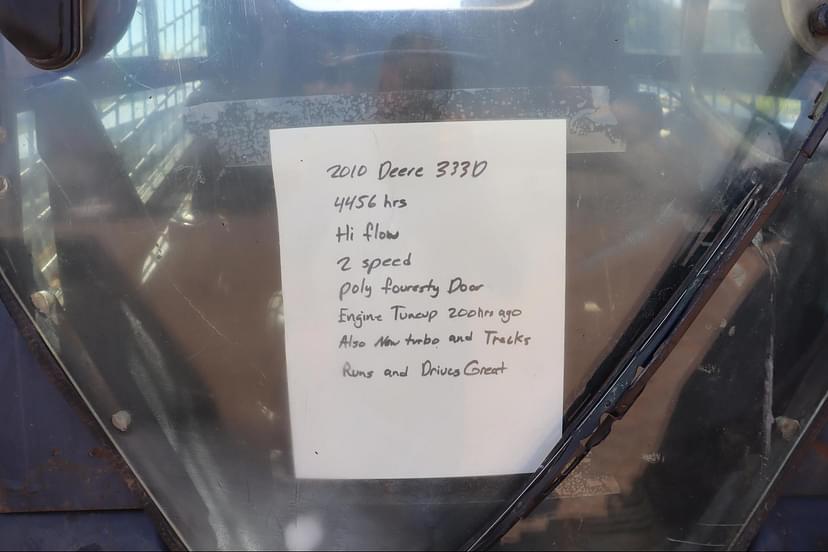 2010 Deere 333D
4456 hrs
Hi flow
2 speed
poly fouresty Door
Engine Tuneup 200hrs ago
Also New turbo and Tracks
Runs and Drives Great